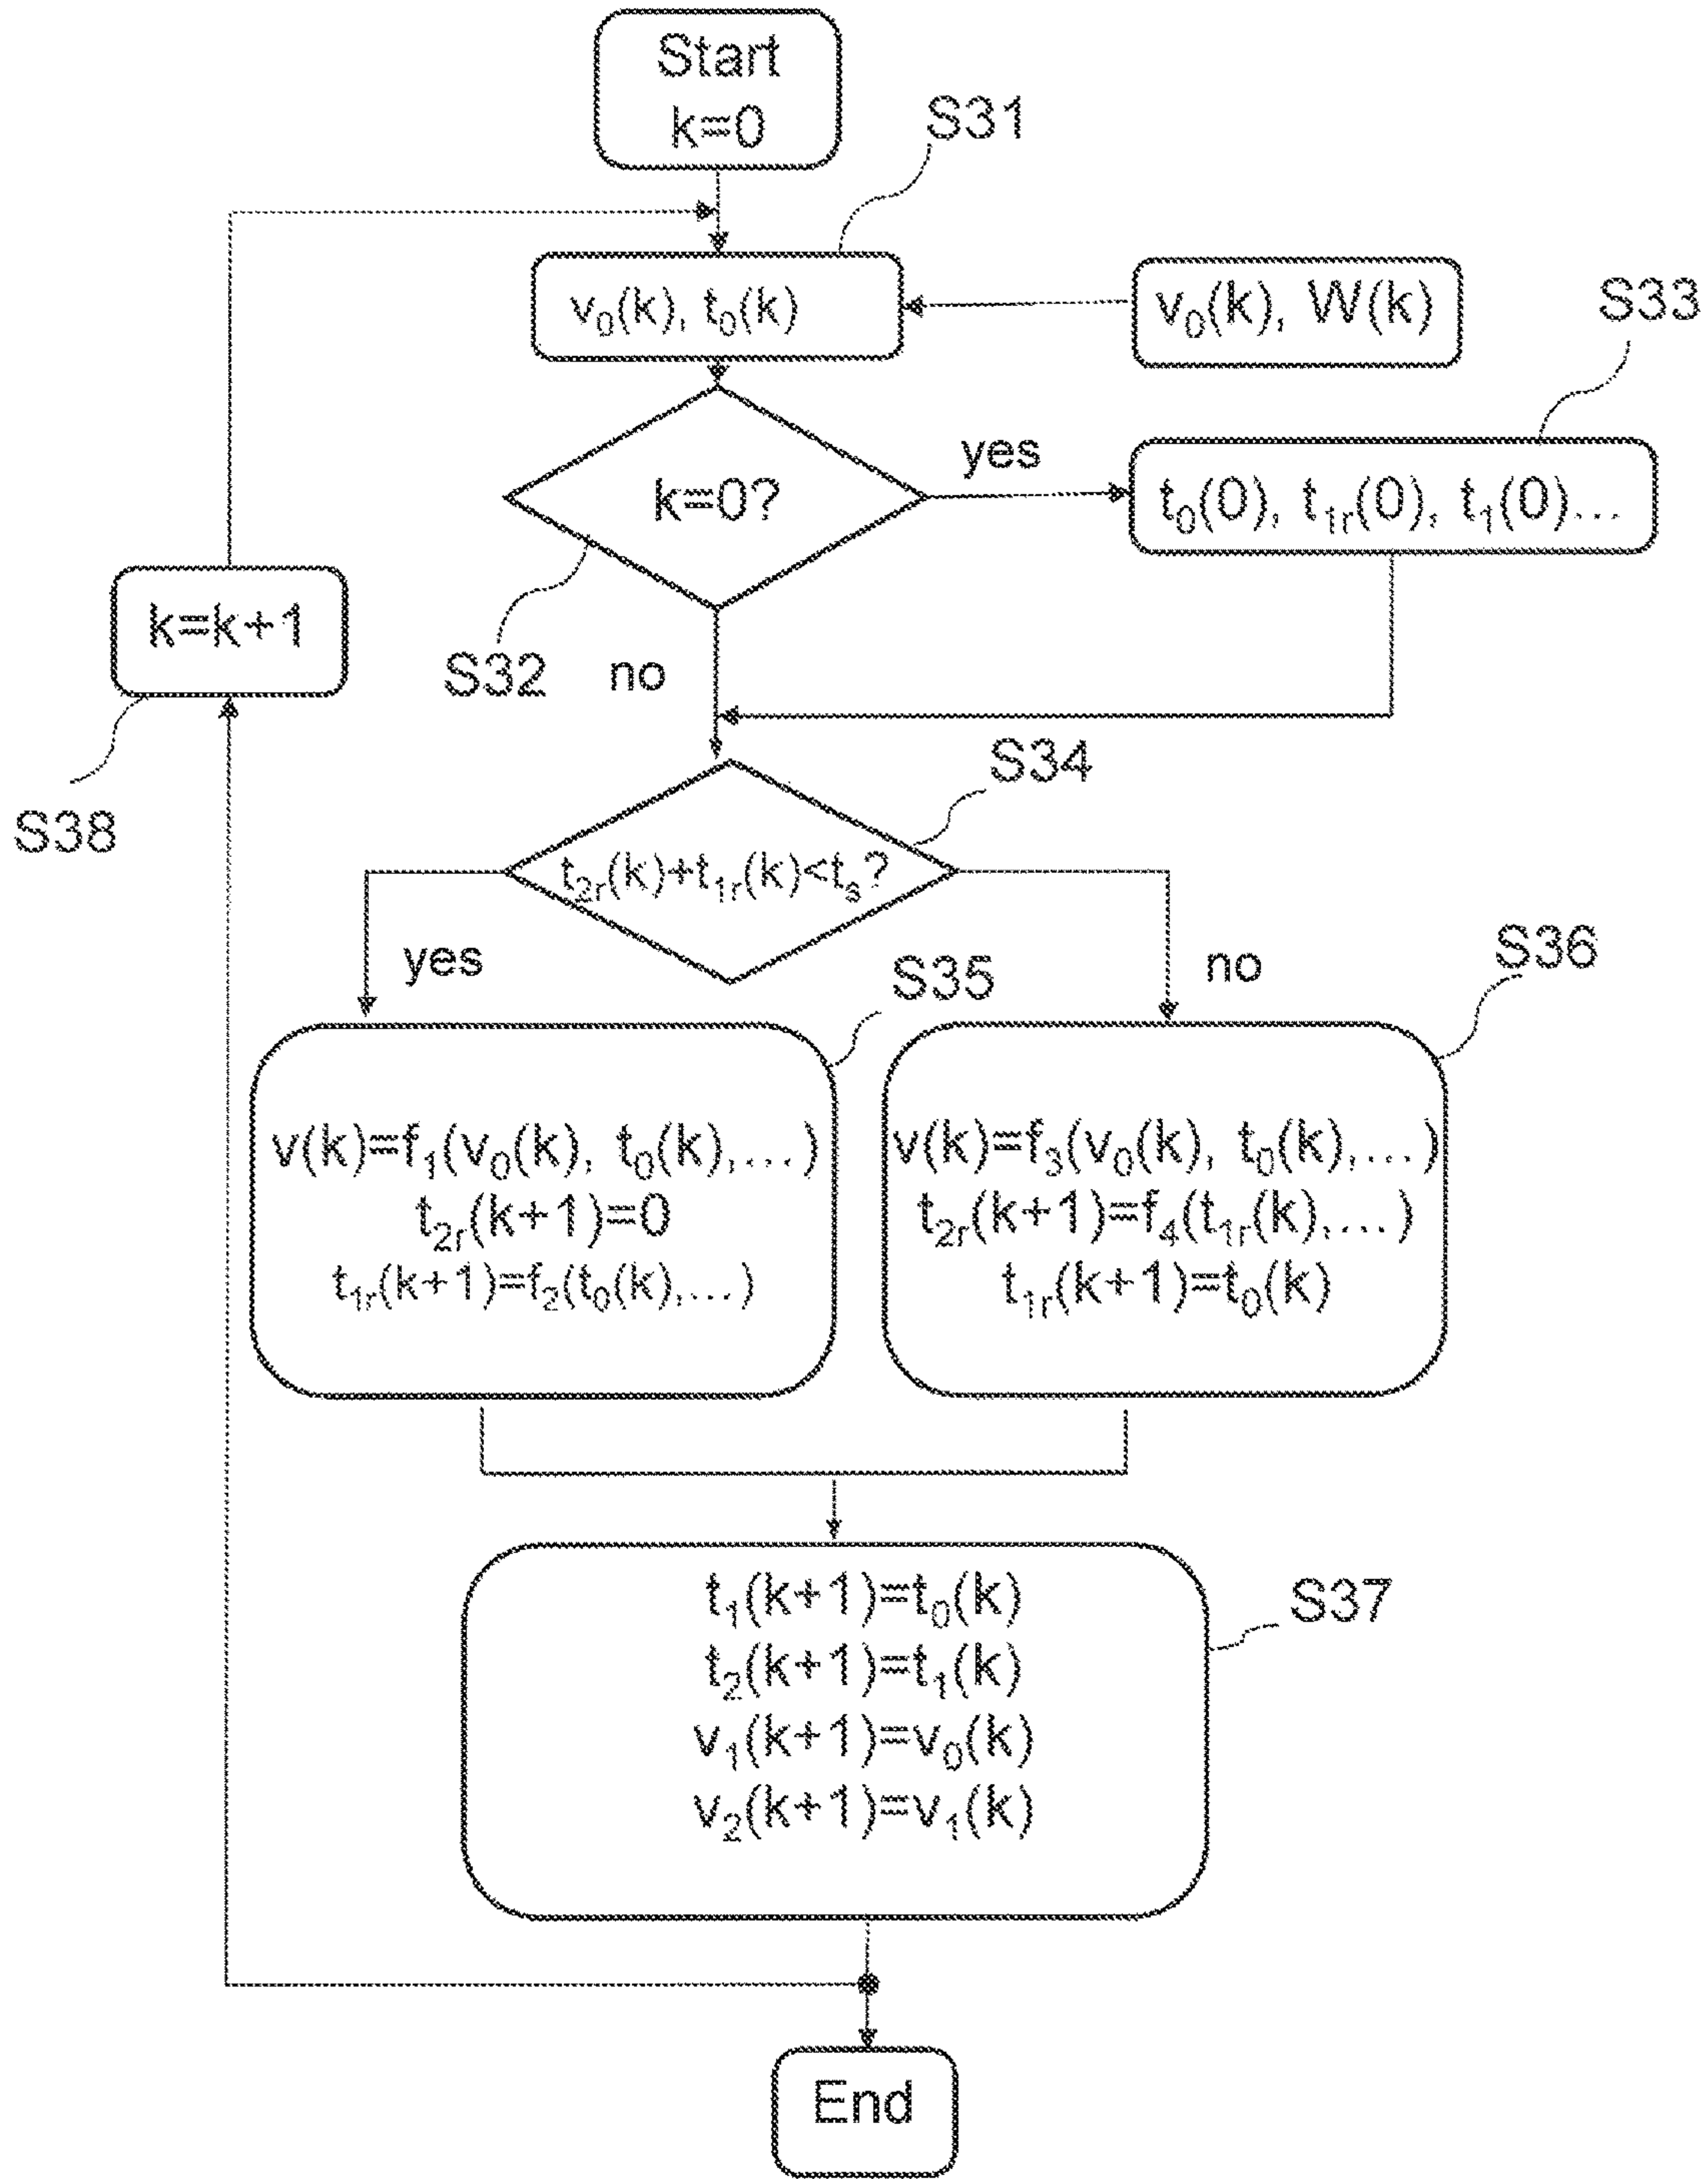 Start
k=0
S31
v₀(k), t₀(k)
v₀(k), W(k)
S33
k=0?
yes
t₀(0), t₁ᵣ(0), t₁(0)...
k=k+1
S32
no
S38
S34
t₂ᵣ(k)+t₁ᵣ(k)<tₛ?
yes
no
S35
S36
v(k)=f₁(v₀(k), t₀(k),...)
t₂ᵣ(k+1)=0
t₁ᵣ(k+1)=f₂(t₀(k),...)
v(k)=f₃(v₀(k), t₀(k),...)
t₂ᵣ(k+1)=f₄(t₁ᵣ(k),....)
t₁ᵣ(k+1)=t₀(k)
S37
t₁(k+1)=t₀(k)
t₂(k+1)=t₁(k)
v₁(k+1)=v₀(k)
v₂(k+1)=v₁(k)
End